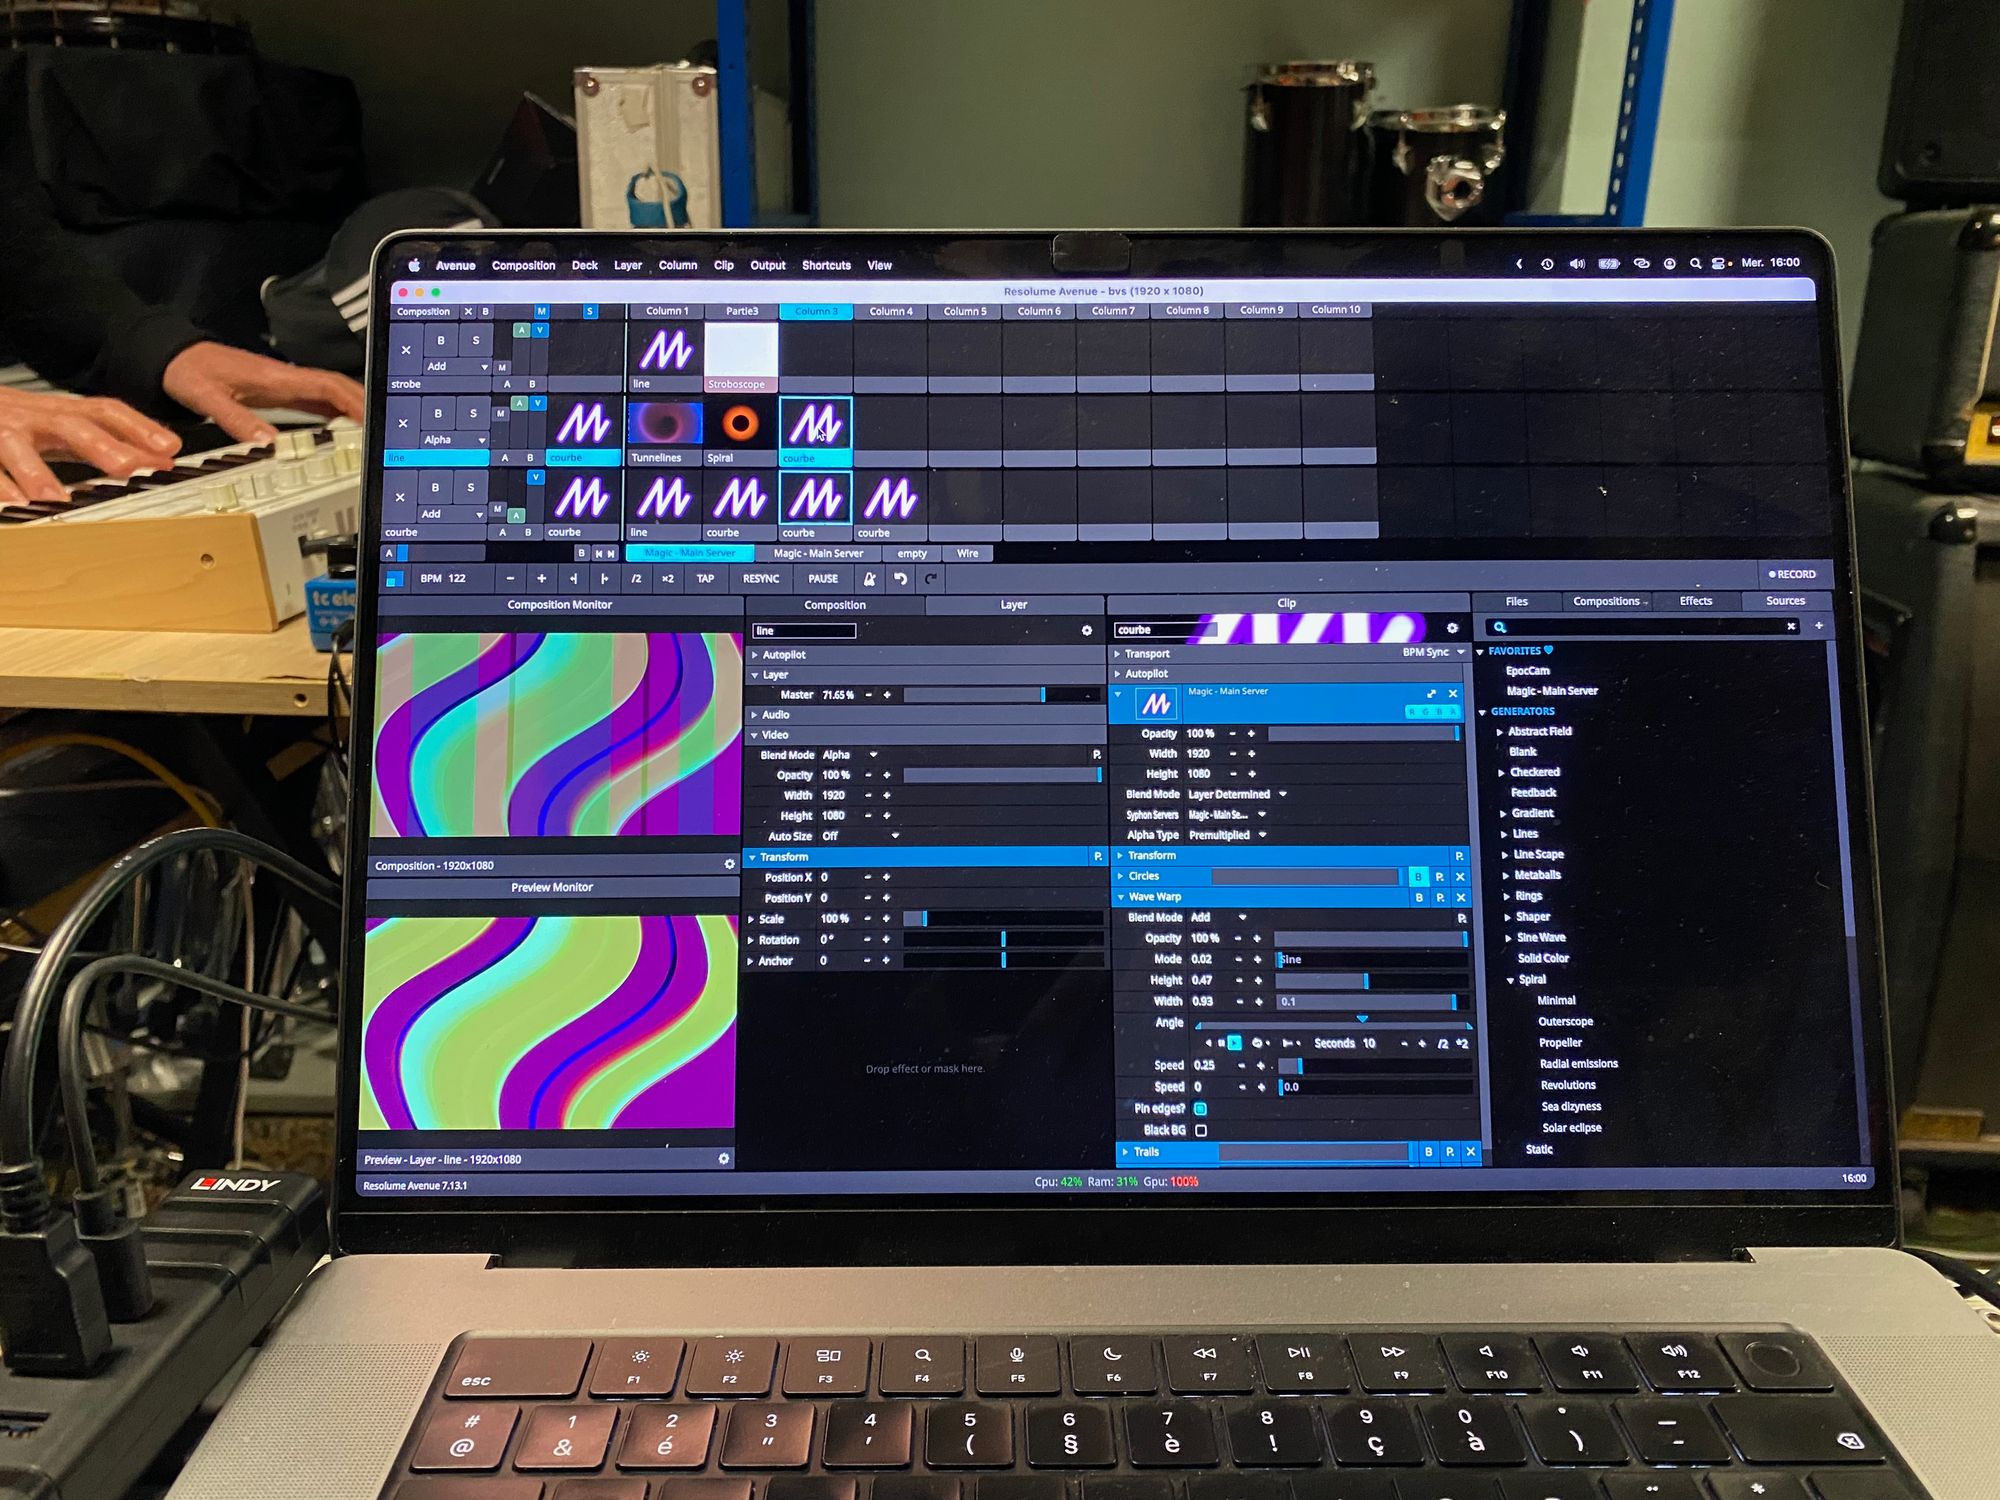 Avenue Composition Deck Layer Column Clip Output Shortcuts View Mer. 16:00
Resolume Avenue - bvs (1920 x 1080)
Composition X B M S Column 1 Partie3 Column 3 Column 4 Column 5 Column 6 Column 7 Column 8 Column 9 Column 10
A V
X B S
Add M
strobe A B line Stroboscope
A V
X B S M
Alpha
line A B courbe Tunnelines Spiral courbe
V
X B S
Add M A
courbe A B courbe line courbe courbe courbe
A B Magic - Main Server Magic - Main Server empty Wire
BPM 122 - + /2 x2 TAP RESYNC PAUSE RECORD
Composition Monitor
Composition - 1920x1080
Preview Monitor
Preview - Layer - line - 1920x1080
Composition Layer
line
Autopilot
Layer
Master 71.65 % - +
Audio
Video
Blend Mode Alpha P.
Opacity 100 % - +
Width 1920 - +
Height 1080 - +
Auto Size Off
Transform P.
Position X 0 - +
Position Y 0 - +
Scale 100 % - +
Rotation 0° - +
Anchor 0 - +
Drop effect or mask here.
Clip
courbe
Transport BPM Sync
Autopilot
Magic - Main Server X
R G B A
Opacity 100 % - +
Width 1920 - +
Height 1080 - +
Blend Mode Layer Determined
Syphon Servers Magic - Main Se...
Alpha Type Premultiplied
Transform P.
Circles B P. X
Wave Warp B P. X
Blend Mode Add P.
Opacity 100 % - +
Mode 0.02 - + Sine
Height 0.47 - +
Width 0.93 - + 0.1
Angle
Seconds 10 - + /2 *2
Speed 0.25 - +
Speed 0 - + 0.0
Pin edges?
Black BG
Trails B P. X
Files Compositions Effects Sources
FAVORITES
EpocCam
Magic - Main Server
GENERATORS
Abstract Field
Blank
Checkered
Feedback
Gradient
Lines
Line Scape
Metaballs
Rings
Shaper
Sine Wave
Solid Color
Spiral
Minimal
Outerscope
Propeller
Radial emissions
Revolutions
Sea dizyness
Solar eclipse
Static
Resolume Avenue 7.13.1 Cpu: 42% Ram: 31% Gpu: 100% 16:00
tc ele
LINDY
esc F1 F2 F3 F4 F5 F6 F7 F8 F9 F10 F11 F12
# 1 2 3 4 5 6 7 8 9 0 ° _
@ & é " ' ( § è ! ç à ) -
¨ *